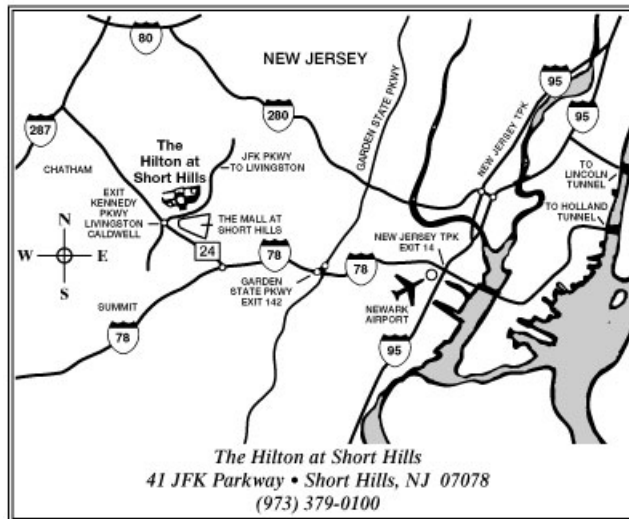 80
NEW JERSEY
95
95
287
280
GARDEN STATE PKWY
NEW JERSEY TPK
The
Hilton at
Short Hills
JFK PKWY
TO LIVINGSTON
CHATHAM
TO
LINCOLN
TUNNEL
EXIT
KENNEDY
PKWY
LIVINGSTON
CALDWELL
THE MALL AT
SHORT HILLS
TO HOLLAND
TUNNEL
N
W
E
S
24
78
78
NEW JERSEY TPK
EXIT 14
GARDEN
STATE PKWY
EXIT 142
NEWARK
AIRPORT
SUMMIT
78
95
The Hilton at Short Hills
41 JFK Parkway • Short Hills, NJ 07078
(973) 379-0100